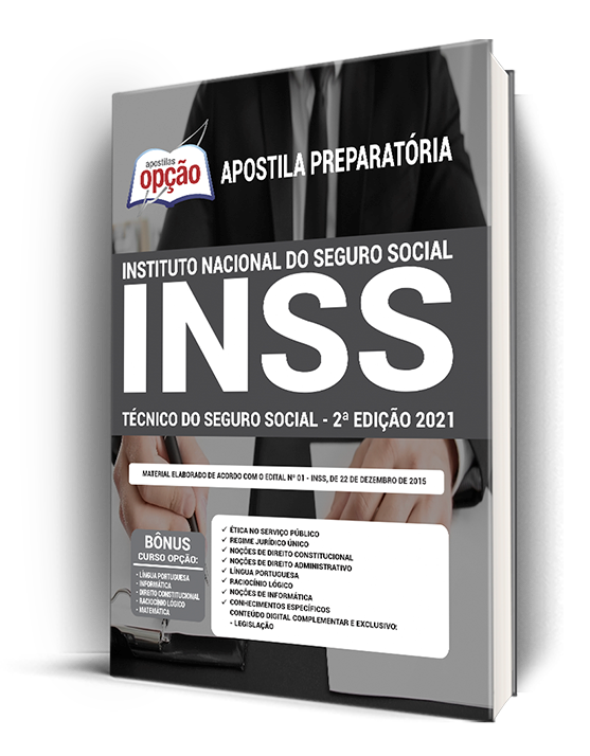 apostilas
opção
APOSTILA PREPARATÓRIA
INSTITUTO NACIONAL DO SEGURO SOCIAL
INSS
TÉCNICO DO SEGURO SOCIAL - 2ª EDIÇÃO 2021
MATERIAL ELABORADO DE ACORDO COM O EDITAL Nº 01 - INSS, DE 22 DE DEZEMBRO DE 2015
BÔNUS
CURSO OPÇÃO:
- LÍNGUA PORTUGUESA
- INFORMÁTICA
- DIREITO CONSTITUCIONAL
- RACIOCÍNIO LÓGICO
- MATEMÁTICA
✓ ÉTICA NO SERVIÇO PÚBLICO
✓ REGIME JURÍDICO ÚNICO
✓ NOÇÕES DE DIREITO CONSTITUCIONAL
✓ NOÇÕES DE DIREITO ADMINISTRATIVO
✓ LÍNGUA PORTUGUESA
✓ RACIOCÍNIO LÓGICO
✓ NOÇÕES DE INFORMÁTICA
✓ CONHECIMENTOS ESPECÍFICOS
CONTEÚDO DIGITAL COMPLEMENTAR E EXCLUSIVO:
- LEGISLAÇÃO